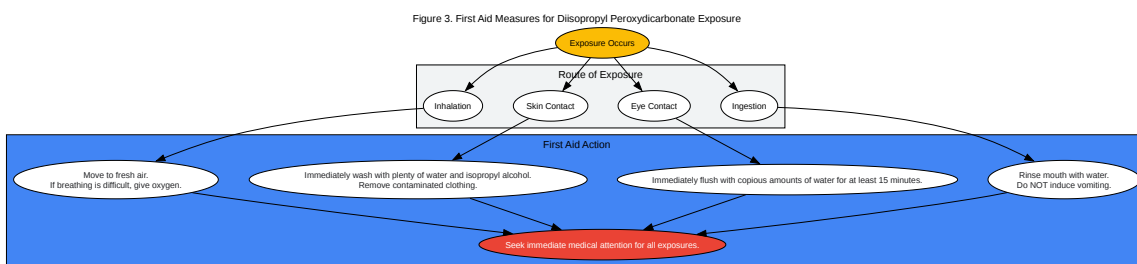 Figure 3. First Aid Measures for Diisopropyl Peroxydicarbonate Exposure
Exposure Occurs
Route of Exposure
Inhalation
Skin Contact
Eye Contact
Ingestion
First Aid Action
Move to fresh air.
If breathing is difficult, give oxygen.
Immediately wash with plenty of water and isopropyl alcohol.
Remove contaminated clothing.
Immediately flush with copious amounts of water for at least 15 minutes.
Rinse mouth with water.
Do NOT induce vomiting.
Seek immediate medical attention for all exposures.